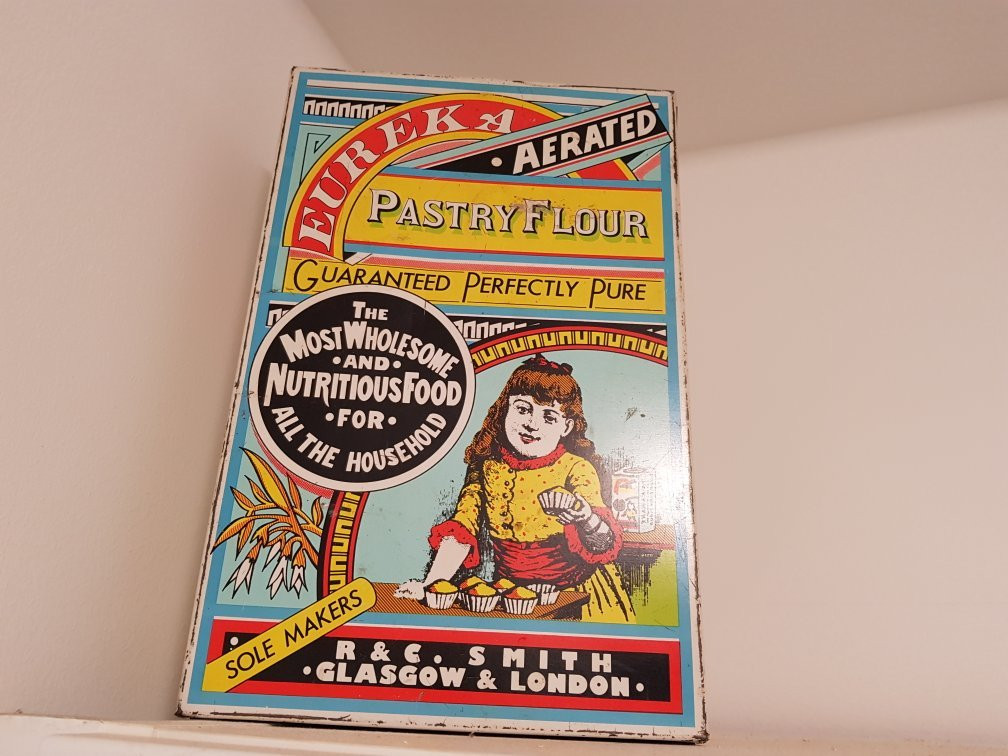 EUREKA
• AERATED
PASTRY FLOUR
GUARANTEED PERFECTLY PURE
THE
MOST WHOLESOME
• AND •
NUTRITIOUS FOOD
• FOR •
ALL THE HOUSEHOLD
SOLE MAKERS
R & C. SMITH
• GLASGOW & LONDON •